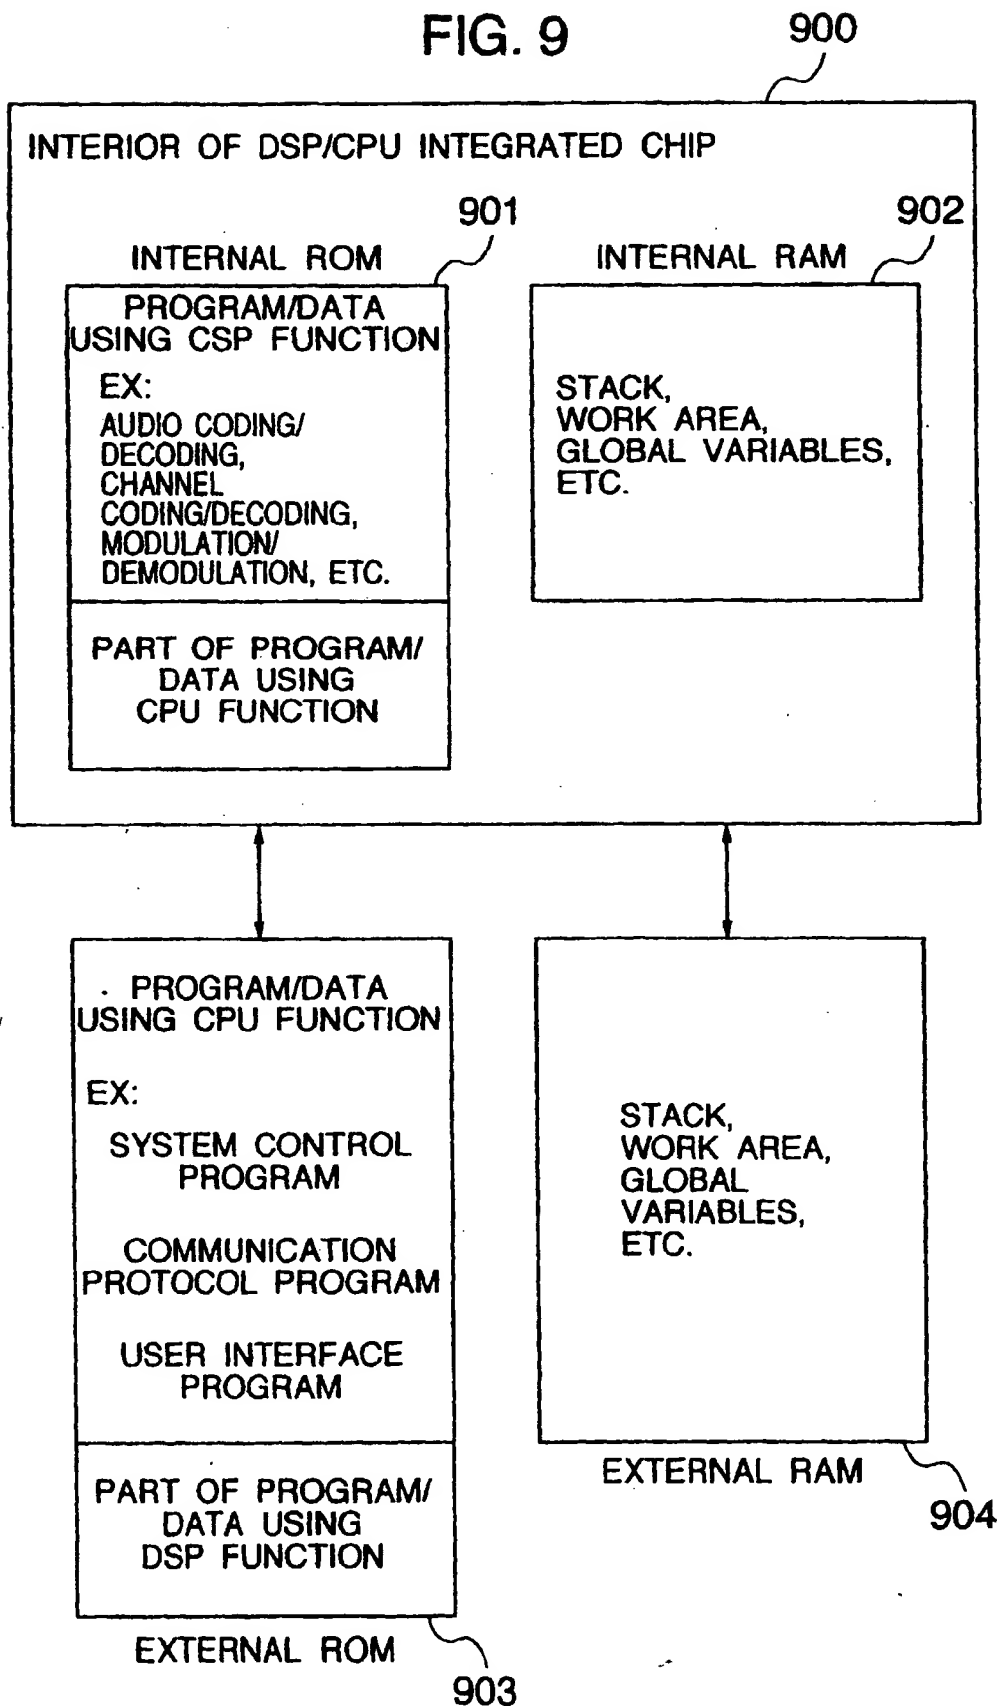 FIG. 9
900
INTERIOR OF DSP/CPU INTEGRATED CHIP
901
INTERNAL ROM
PROGRAM/DATA
USING CSP FUNCTION
EX:
AUDIO CODING/
DECODING,
CHANNEL
CODING/DECODING,
MODULATION/
DEMODULATION, ETC.
PART OF PROGRAM/
DATA USING
CPU FUNCTION
902
INTERNAL RAM
STACK,
WORK AREA,
GLOBAL VARIABLES,
ETC.
PROGRAM/DATA
USING CPU FUNCTION
EX:
SYSTEM CONTROL
PROGRAM
COMMUNICATION
PROTOCOL PROGRAM
USER INTERFACE
PROGRAM
PART OF PROGRAM/
DATA USING
DSP FUNCTION
EXTERNAL ROM
903
STACK,
WORK AREA,
GLOBAL
VARIABLES,
ETC.
EXTERNAL RAM
904